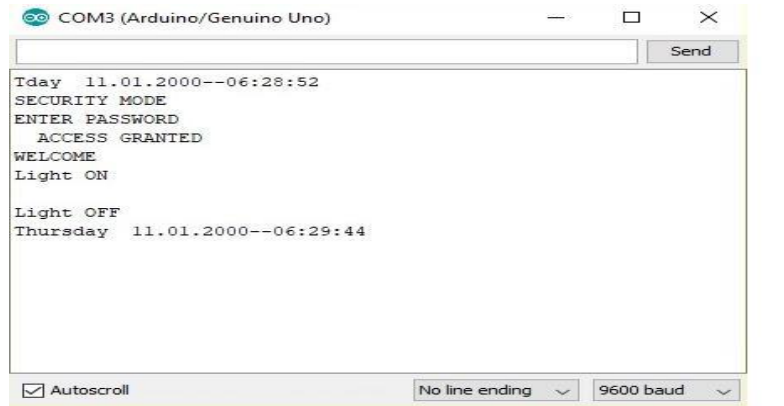 COM3 (Arduino/Genuino Uno)
Send
Tday  11.01.2000--06:28:52
SECURITY MODE
ENTER PASSWORD
  ACCESS GRANTED
WELCOME
Light ON

Light OFF
Thursday  11.01.2000--06:29:44
Autoscroll
No line ending
9600 baud